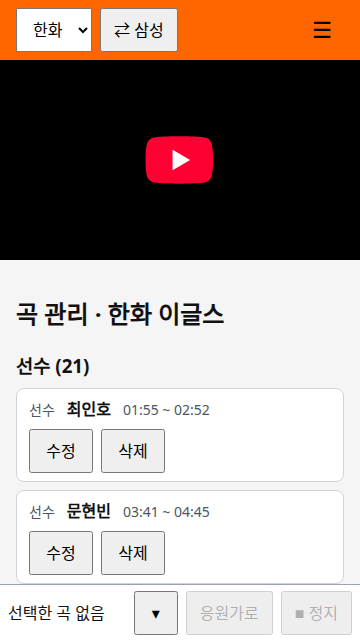 한화
⇄ 삼성
☰
곡 관리 · 한화 이글스
선수 (21)
선수 최인호 01:55 ~ 02:52
수정 삭제
선수 문현빈 03:41 ~ 04:45
수정 삭제
선택한 곡 없음 ▼ 응원가로 ■ 정지